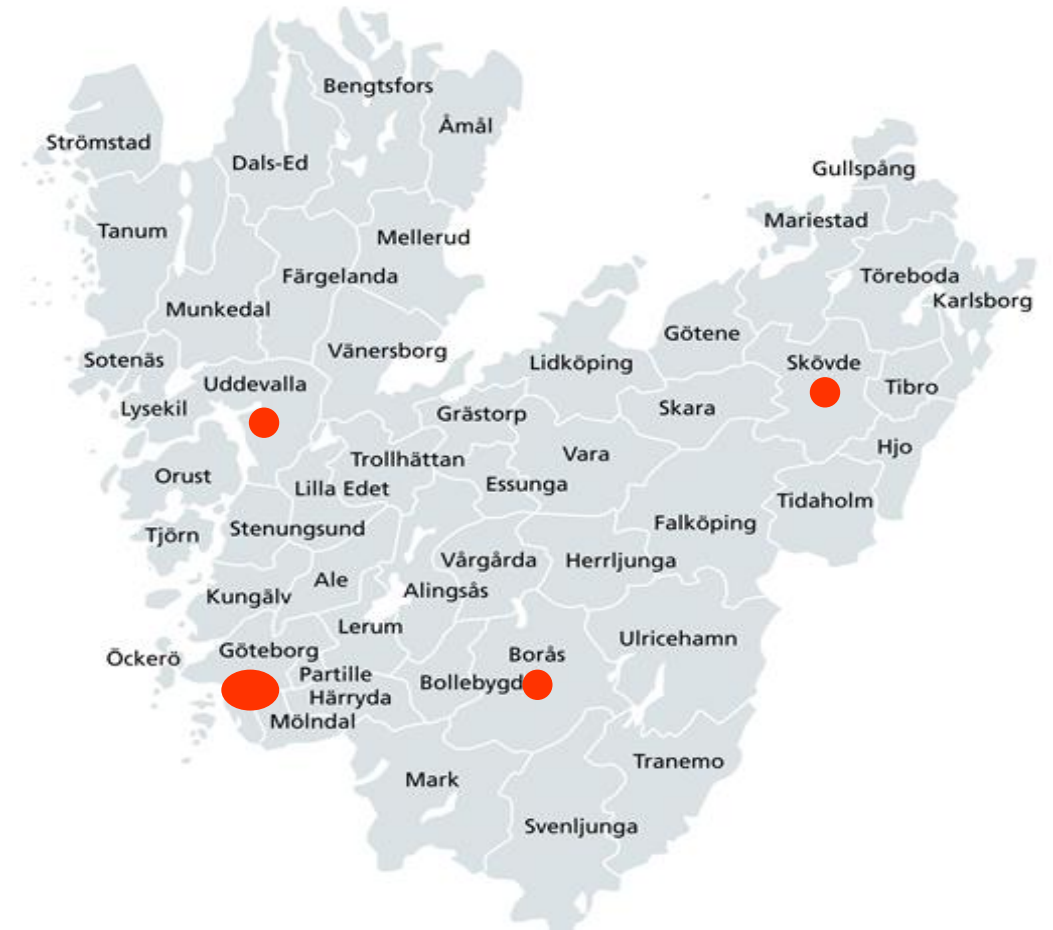 Bengtsfors
Åmål
Strömstad
Dals-Ed
Gullspång
Mariestad
Tanum
Mellerud
Färgelanda
Töreboda
Karlsborg
Munkedal
Götene
Vänersborg
Sotenäs
Lidköping
Skövde
Uddevalla
Tibro
Lysekil
Grästorp
Skara
Hjo
Trollhättan
Vara
Orust
Lilla Edet
Essunga
Tidaholm
Stenungsund
Falköping
Tjörn
Vårgårda
Herrljunga
Ale
Alingsås
Kungälv
Lerum
Ulricehamn
Göteborg
Borås
Öckerö
Partille
Bollebygd
Härryda
Mölndal
Tranemo
Mark
Svenljunga